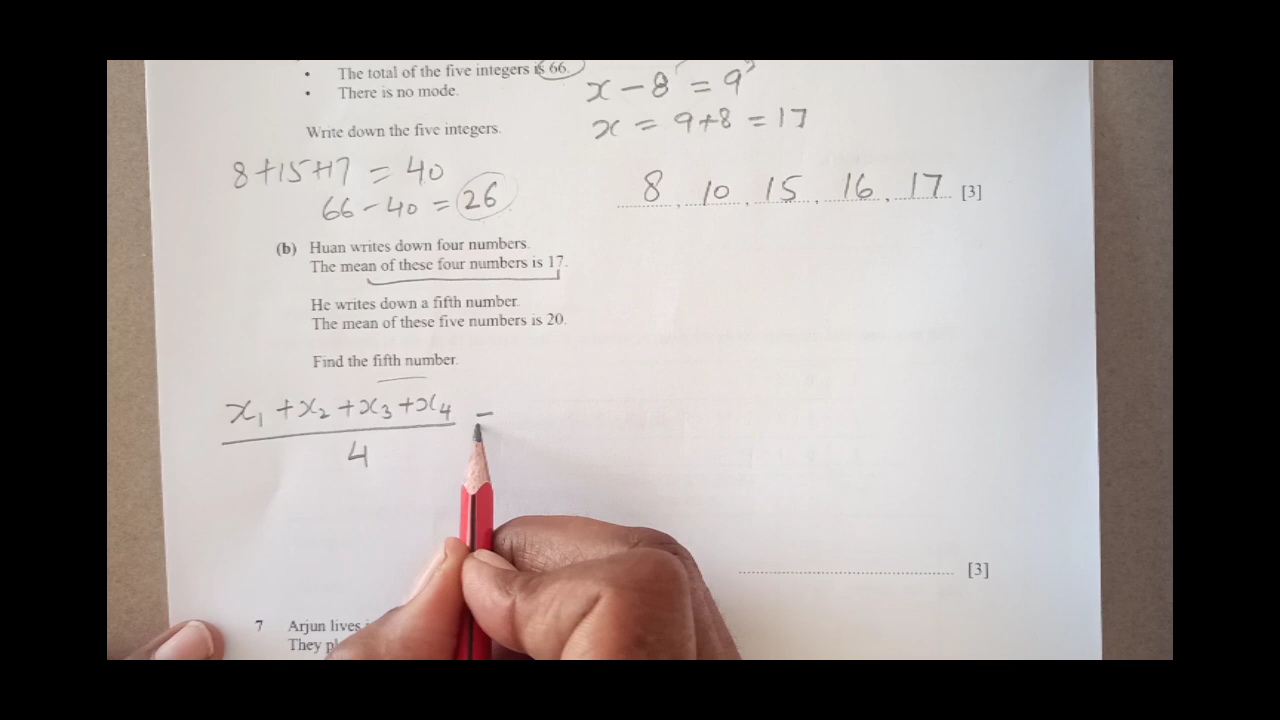 • The total of the five integers is 66.
• There is no mode.
x - 8 = 9
x = 9+8 = 17
Write down the five integers.
8+15+17 = 40
66 - 40 = 26
8 , 10 , 15 , 16 , 17 [3]
(b) Huan writes down four numbers.
The mean of these four numbers is 17.
He writes down a fifth number.
The mean of these five numbers is 20.
Find the fifth number.
x₁ + x₂ + x₃ + x₄ =
4
[3]
7 Arjun lives
They